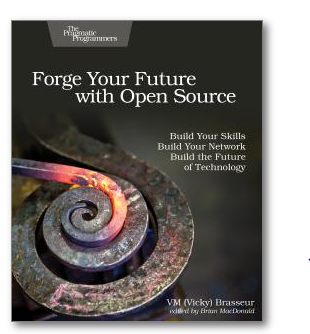 The
Pragmatic
Programmers
Forge Your Future
with Open Source
Build Your Skills
Build Your Network
Build the Future
of Technology
VM (Vicky) Brasseur
edited by Brian MacDonald